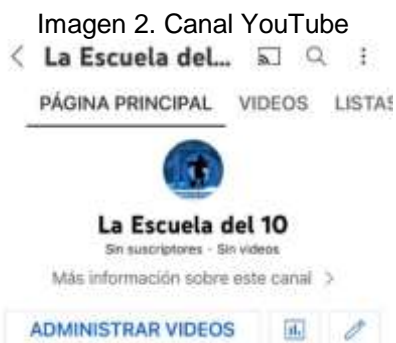 Imagen 2. Canal YouTube
La Escuela del...
PÁGINA PRINCIPAL VIDEOS LISTAS
La Escuela del 10
Sin suscriptores - Sin videos
Más información sobre este canal
ADMINISTRAR VIDEOS